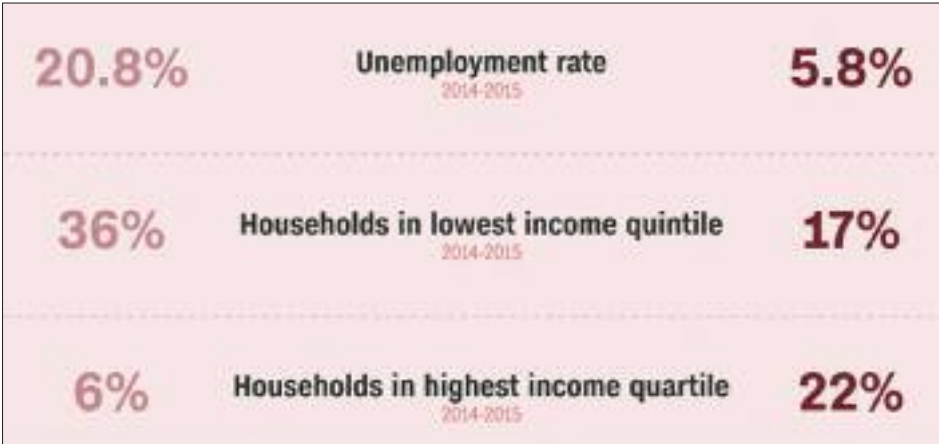 20.8% Unemployment rate 5.8%
2014-2015
36% Households in lowest income quintile 17%
2014-2015
6% Households in highest income quartile 22%
2014-2015